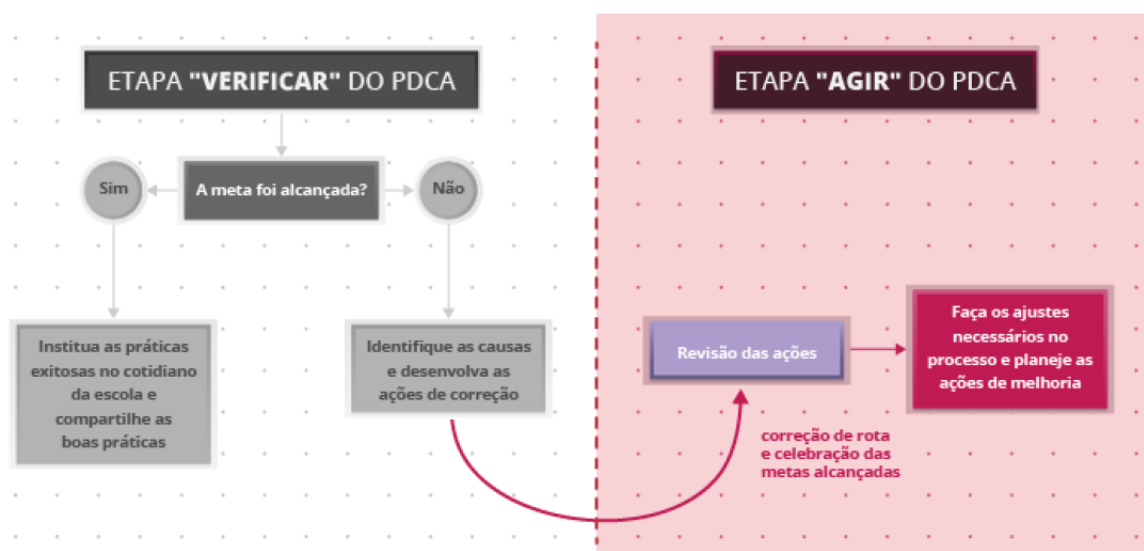 ETAPA "VERIFICAR" DO PDCA
A meta foi alcançada?
Sim
Não
Institua as práticas
exitosas no cotidiano
da escola e
compartilhe as
boas práticas
Identifique as causas
e desenvolva as
ações de correção
ETAPA "AGIR" DO PDCA
Revisão das ações
correção de rota
e celebração das
metas alcançadas
Faça os ajustes
necessários no
processo e planeje as
ações de melhoria